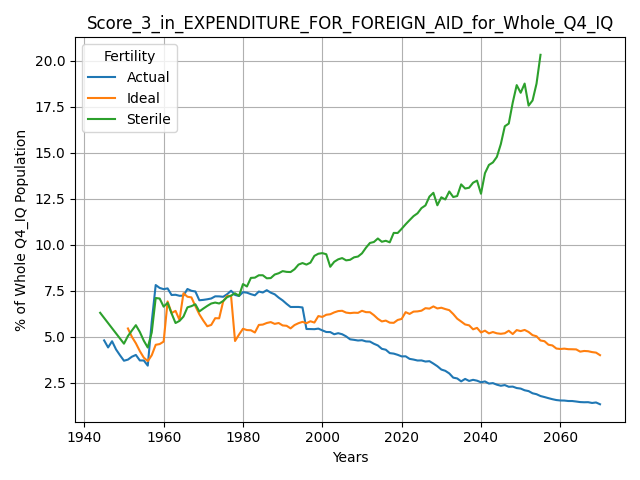 Score_3_in_EXPENDITURE_FOR_FOREIGN_AID_for_Whole_Q4_IQ
Fertility
Actual
Ideal
Sterile
% of Whole Q4_IQ Population
20.0
17.5
15.0
12.5
10.0
7.5
5.0
2.5
1940 1960 1980 2000 2020 2040 2060
Years